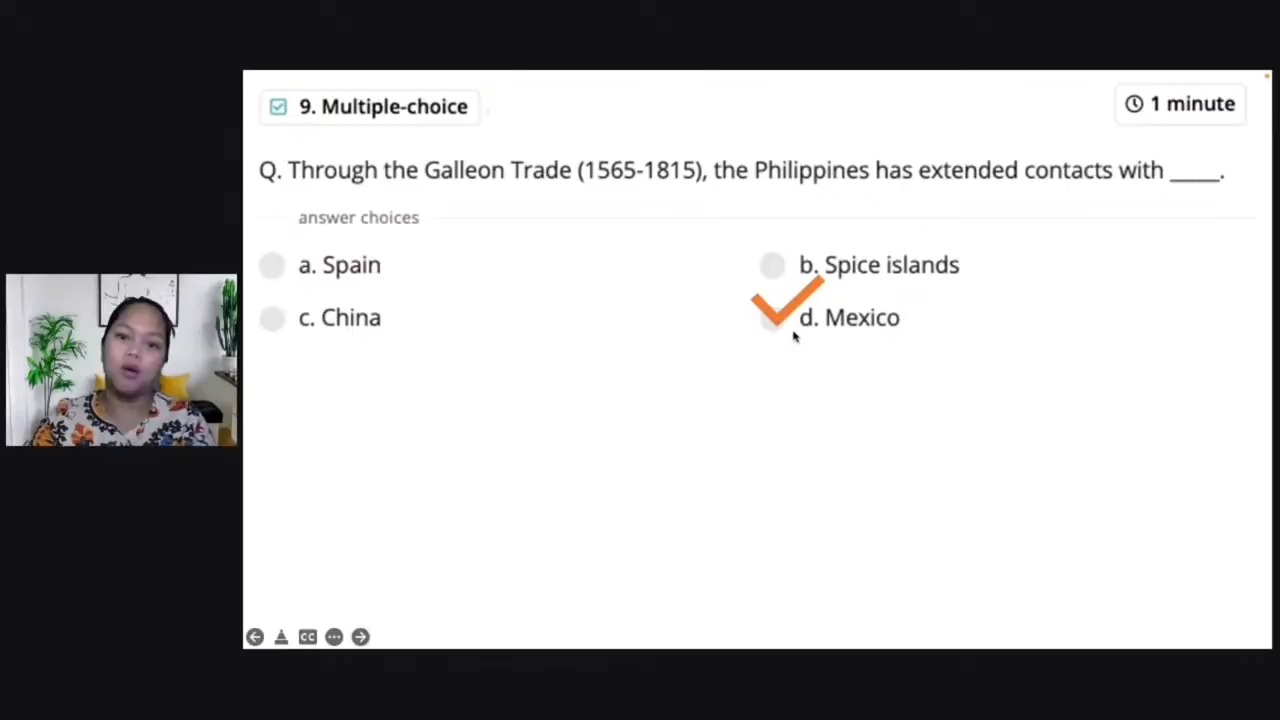 9. Multiple-choice
1 minute
Q. Through the Galleon Trade (1565-1815), the Philippines has extended contacts with _____.
answer choices
a. Spain
b. Spice islands
c. China
d. Mexico
CC